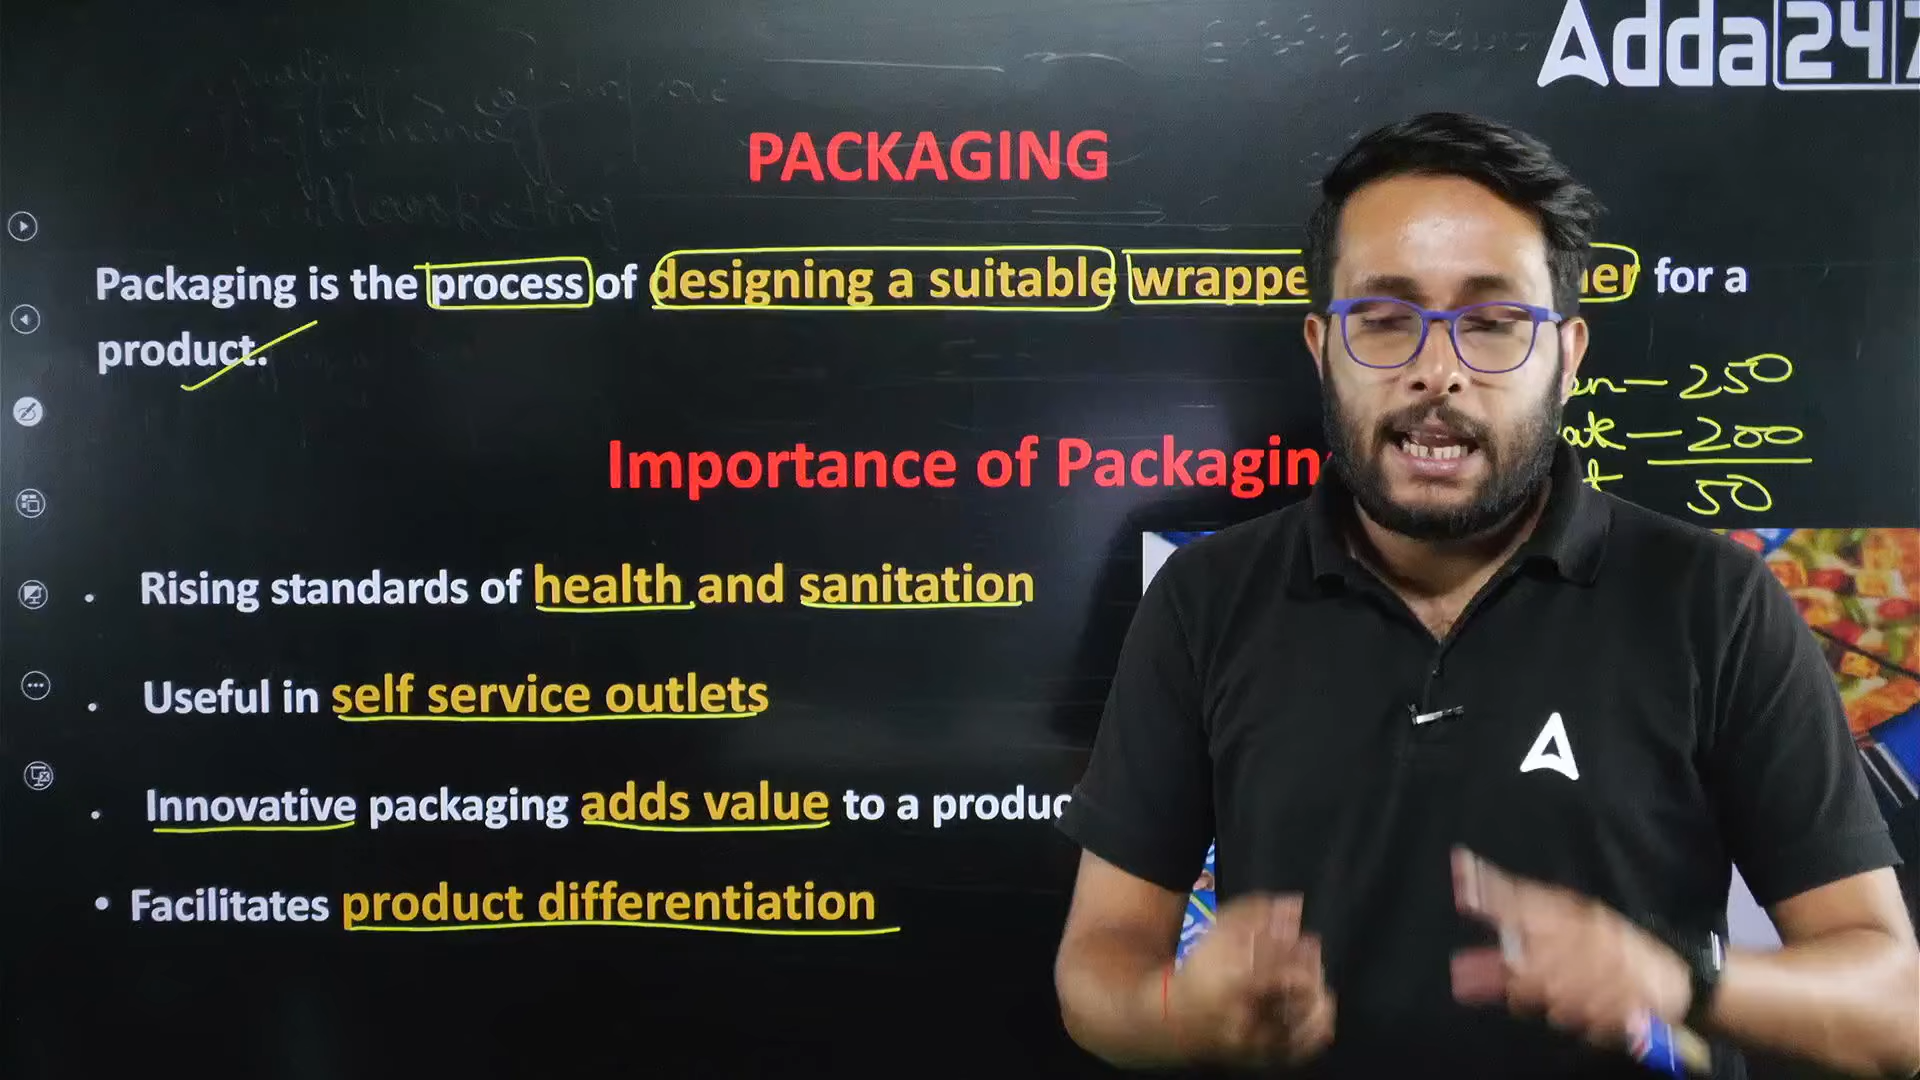 Adda247
PACKAGING
Packaging is the process of designing a suitable wrappe er for a
product.
250
200
50
Importance of Packagin
. Rising standards of health and sanitation
. Useful in self service outlets
. Innovative packaging adds value to a produc
• Facilitates product differentiation